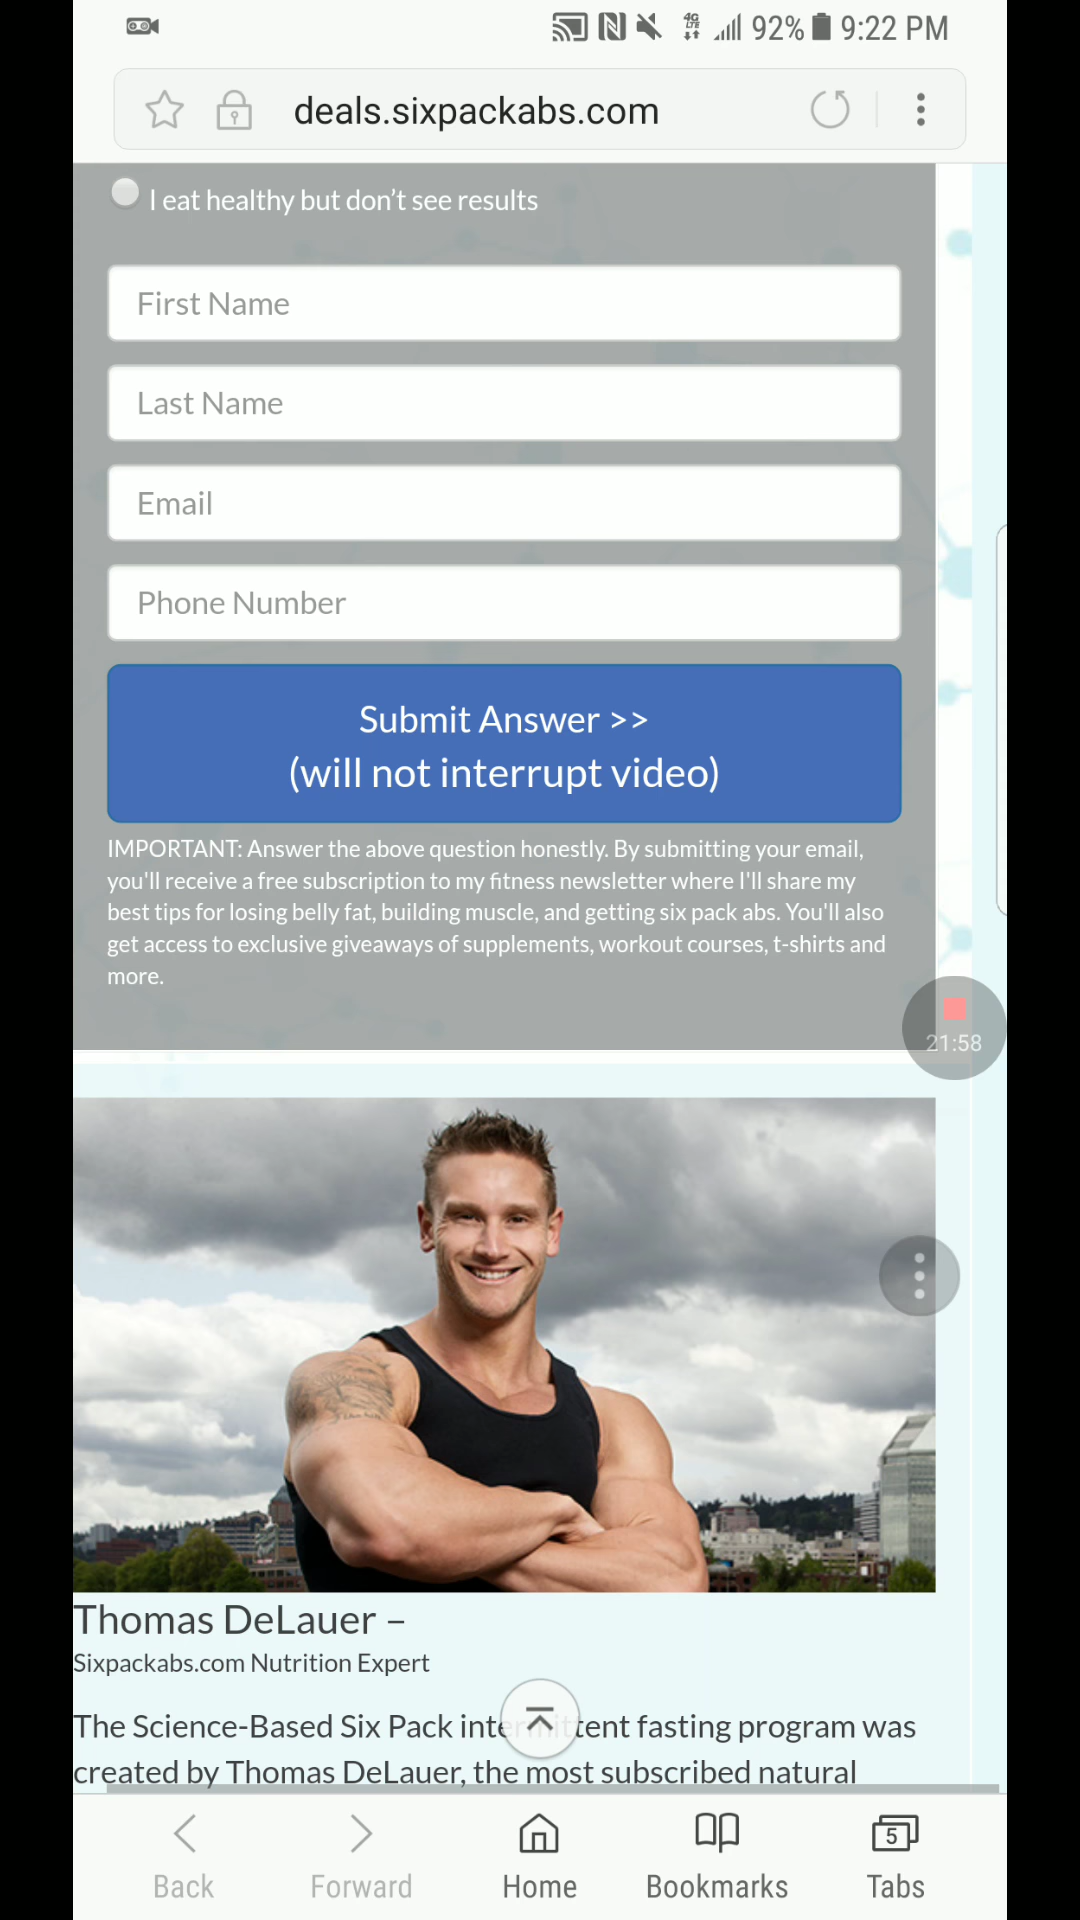 4G
LTE
92%
9:22 PM
deals.sixpackabs.com
I eat healthy but don’t see results
First Name
Last Name
Email
Phone Number
Submit Answer >>
(will not interrupt video)
IMPORTANT: Answer the above question honestly. By submitting your email,
you'll receive a free subscription to my fitness newsletter where I'll share my
best tips for losing belly fat, building muscle, and getting six pack abs. You'll also
get access to exclusive giveaways of supplements, workout courses, t-shirts and
more.
21:58
Thomas DeLauer –
Sixpackabs.com Nutrition Expert
The Science-Based Six Pack intermittent fasting program was
created by Thomas DeLauer, the most subscribed natural
5
Back
Forward
Home
Bookmarks
Tabs